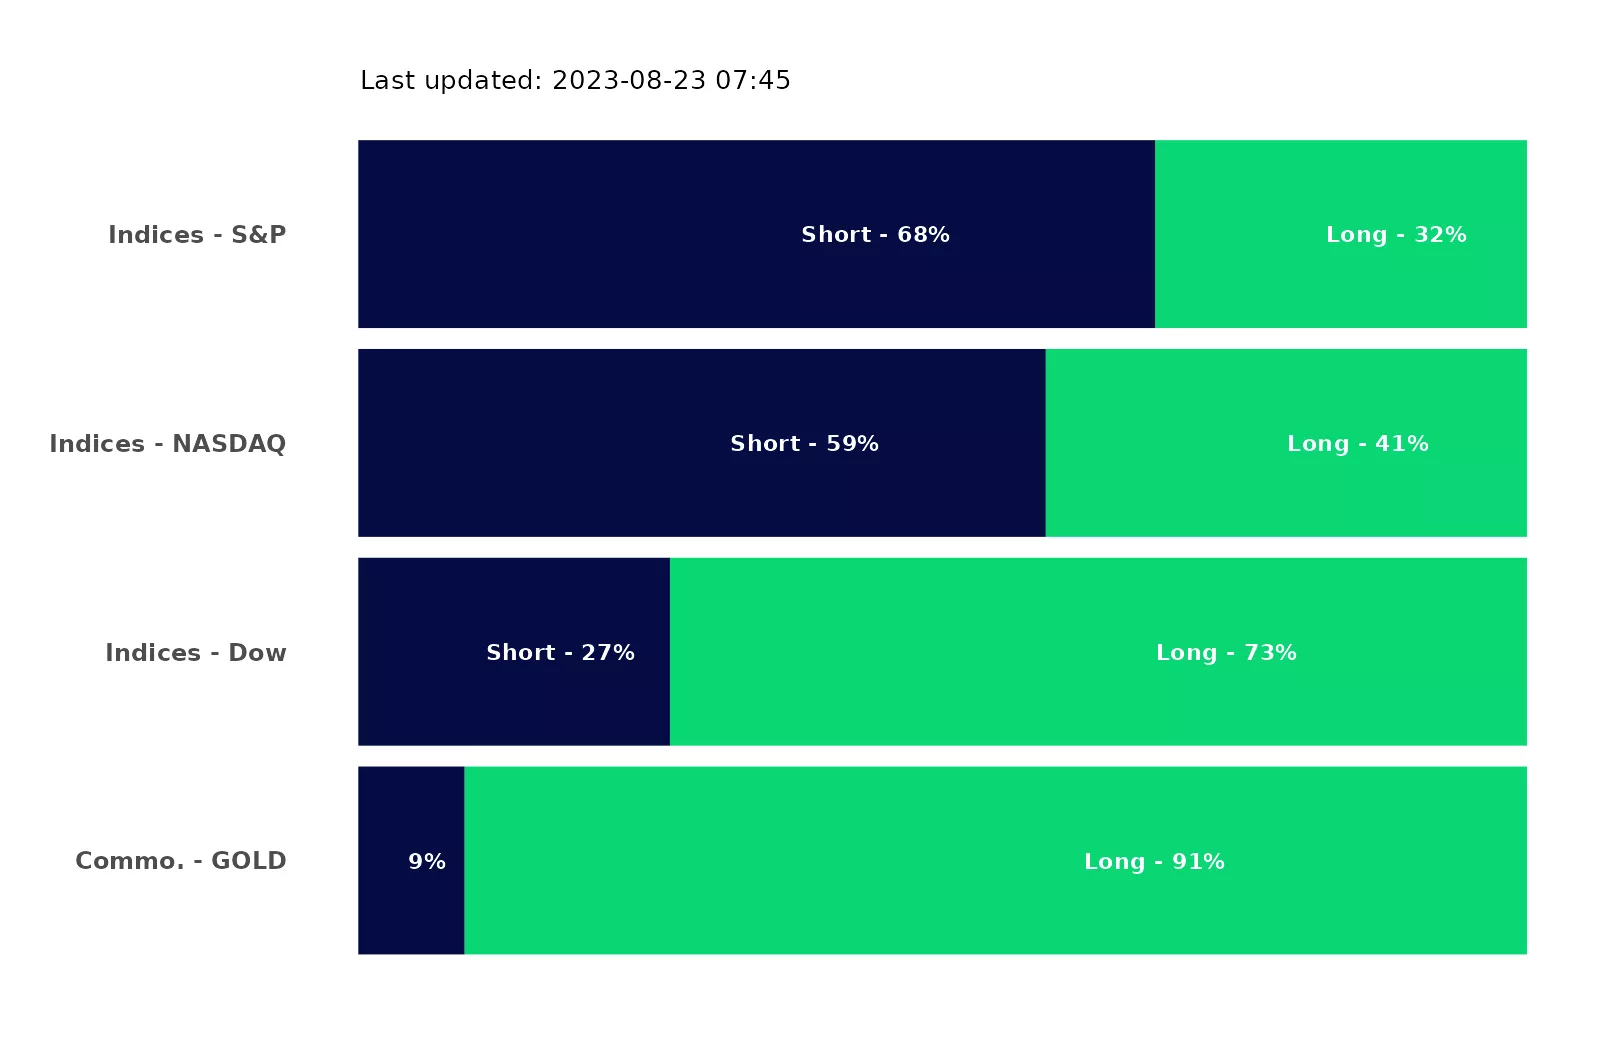 Last updated: 2023-08-23 07:45
Indices - S&P Short - 68% Long - 32%
Indices - NASDAQ Short - 59% Long - 41%
Indices - Dow Short - 27% Long - 73%
Commo. - GOLD 9% Long - 91%